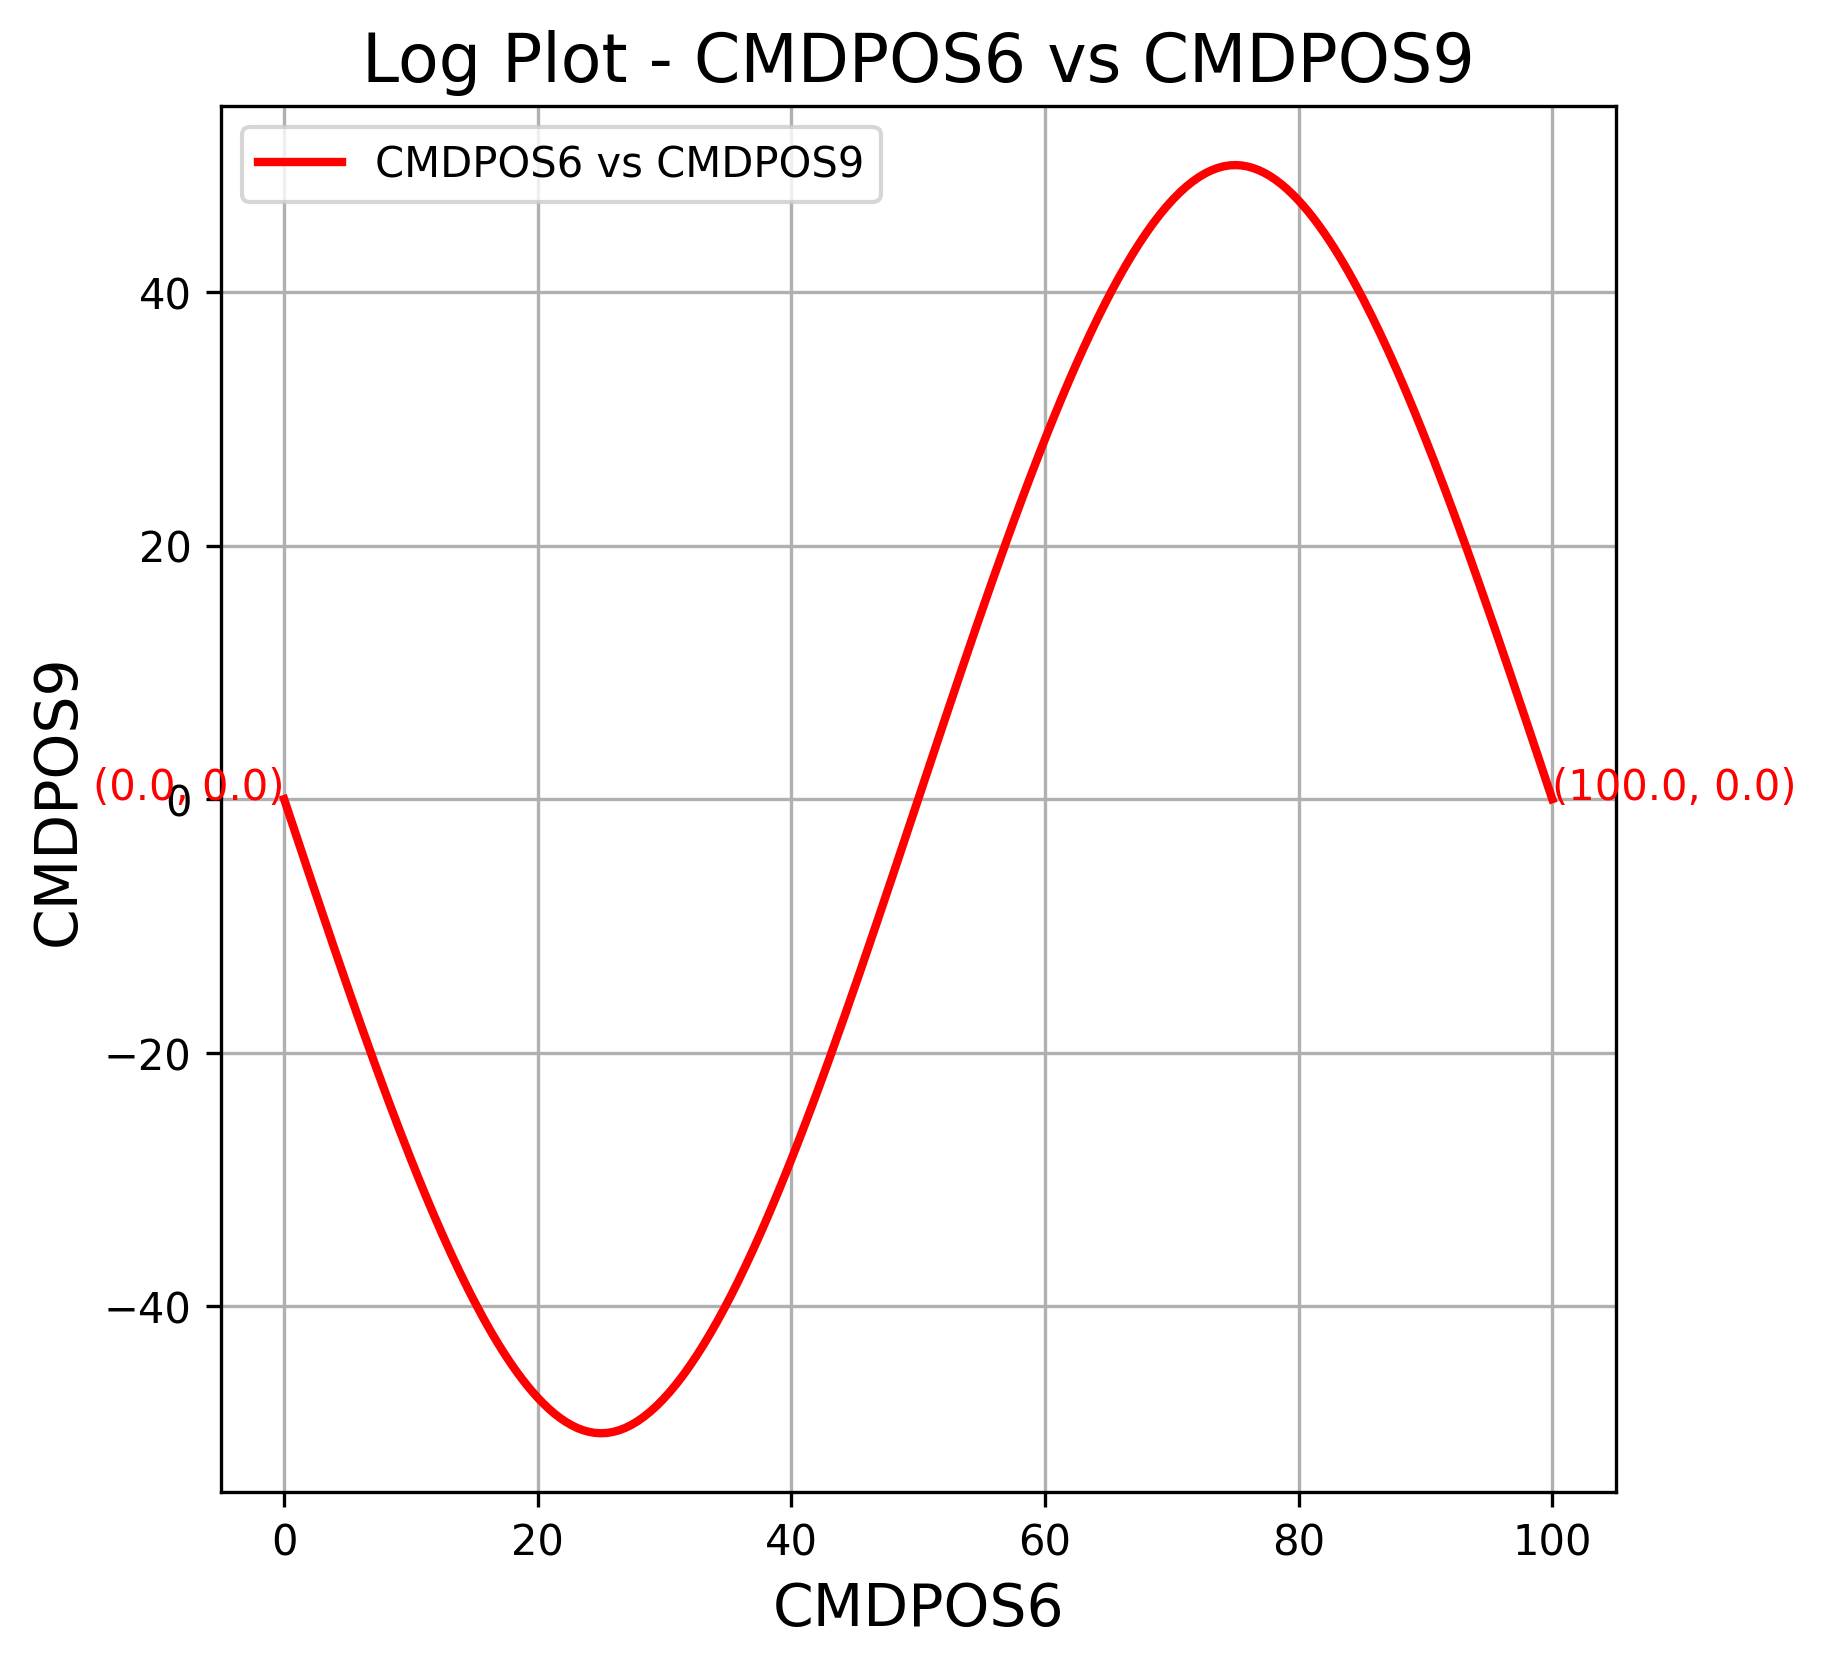 Log Plot - CMDPOS6 vs CMDPOS9
CMDPOS6 vs CMDPOS9
40
20
0
−20
−40
CMDPOS9
(0.0, 0.0)
(100.0, 0.0)
0 20 40 60 80 100
CMDPOS6